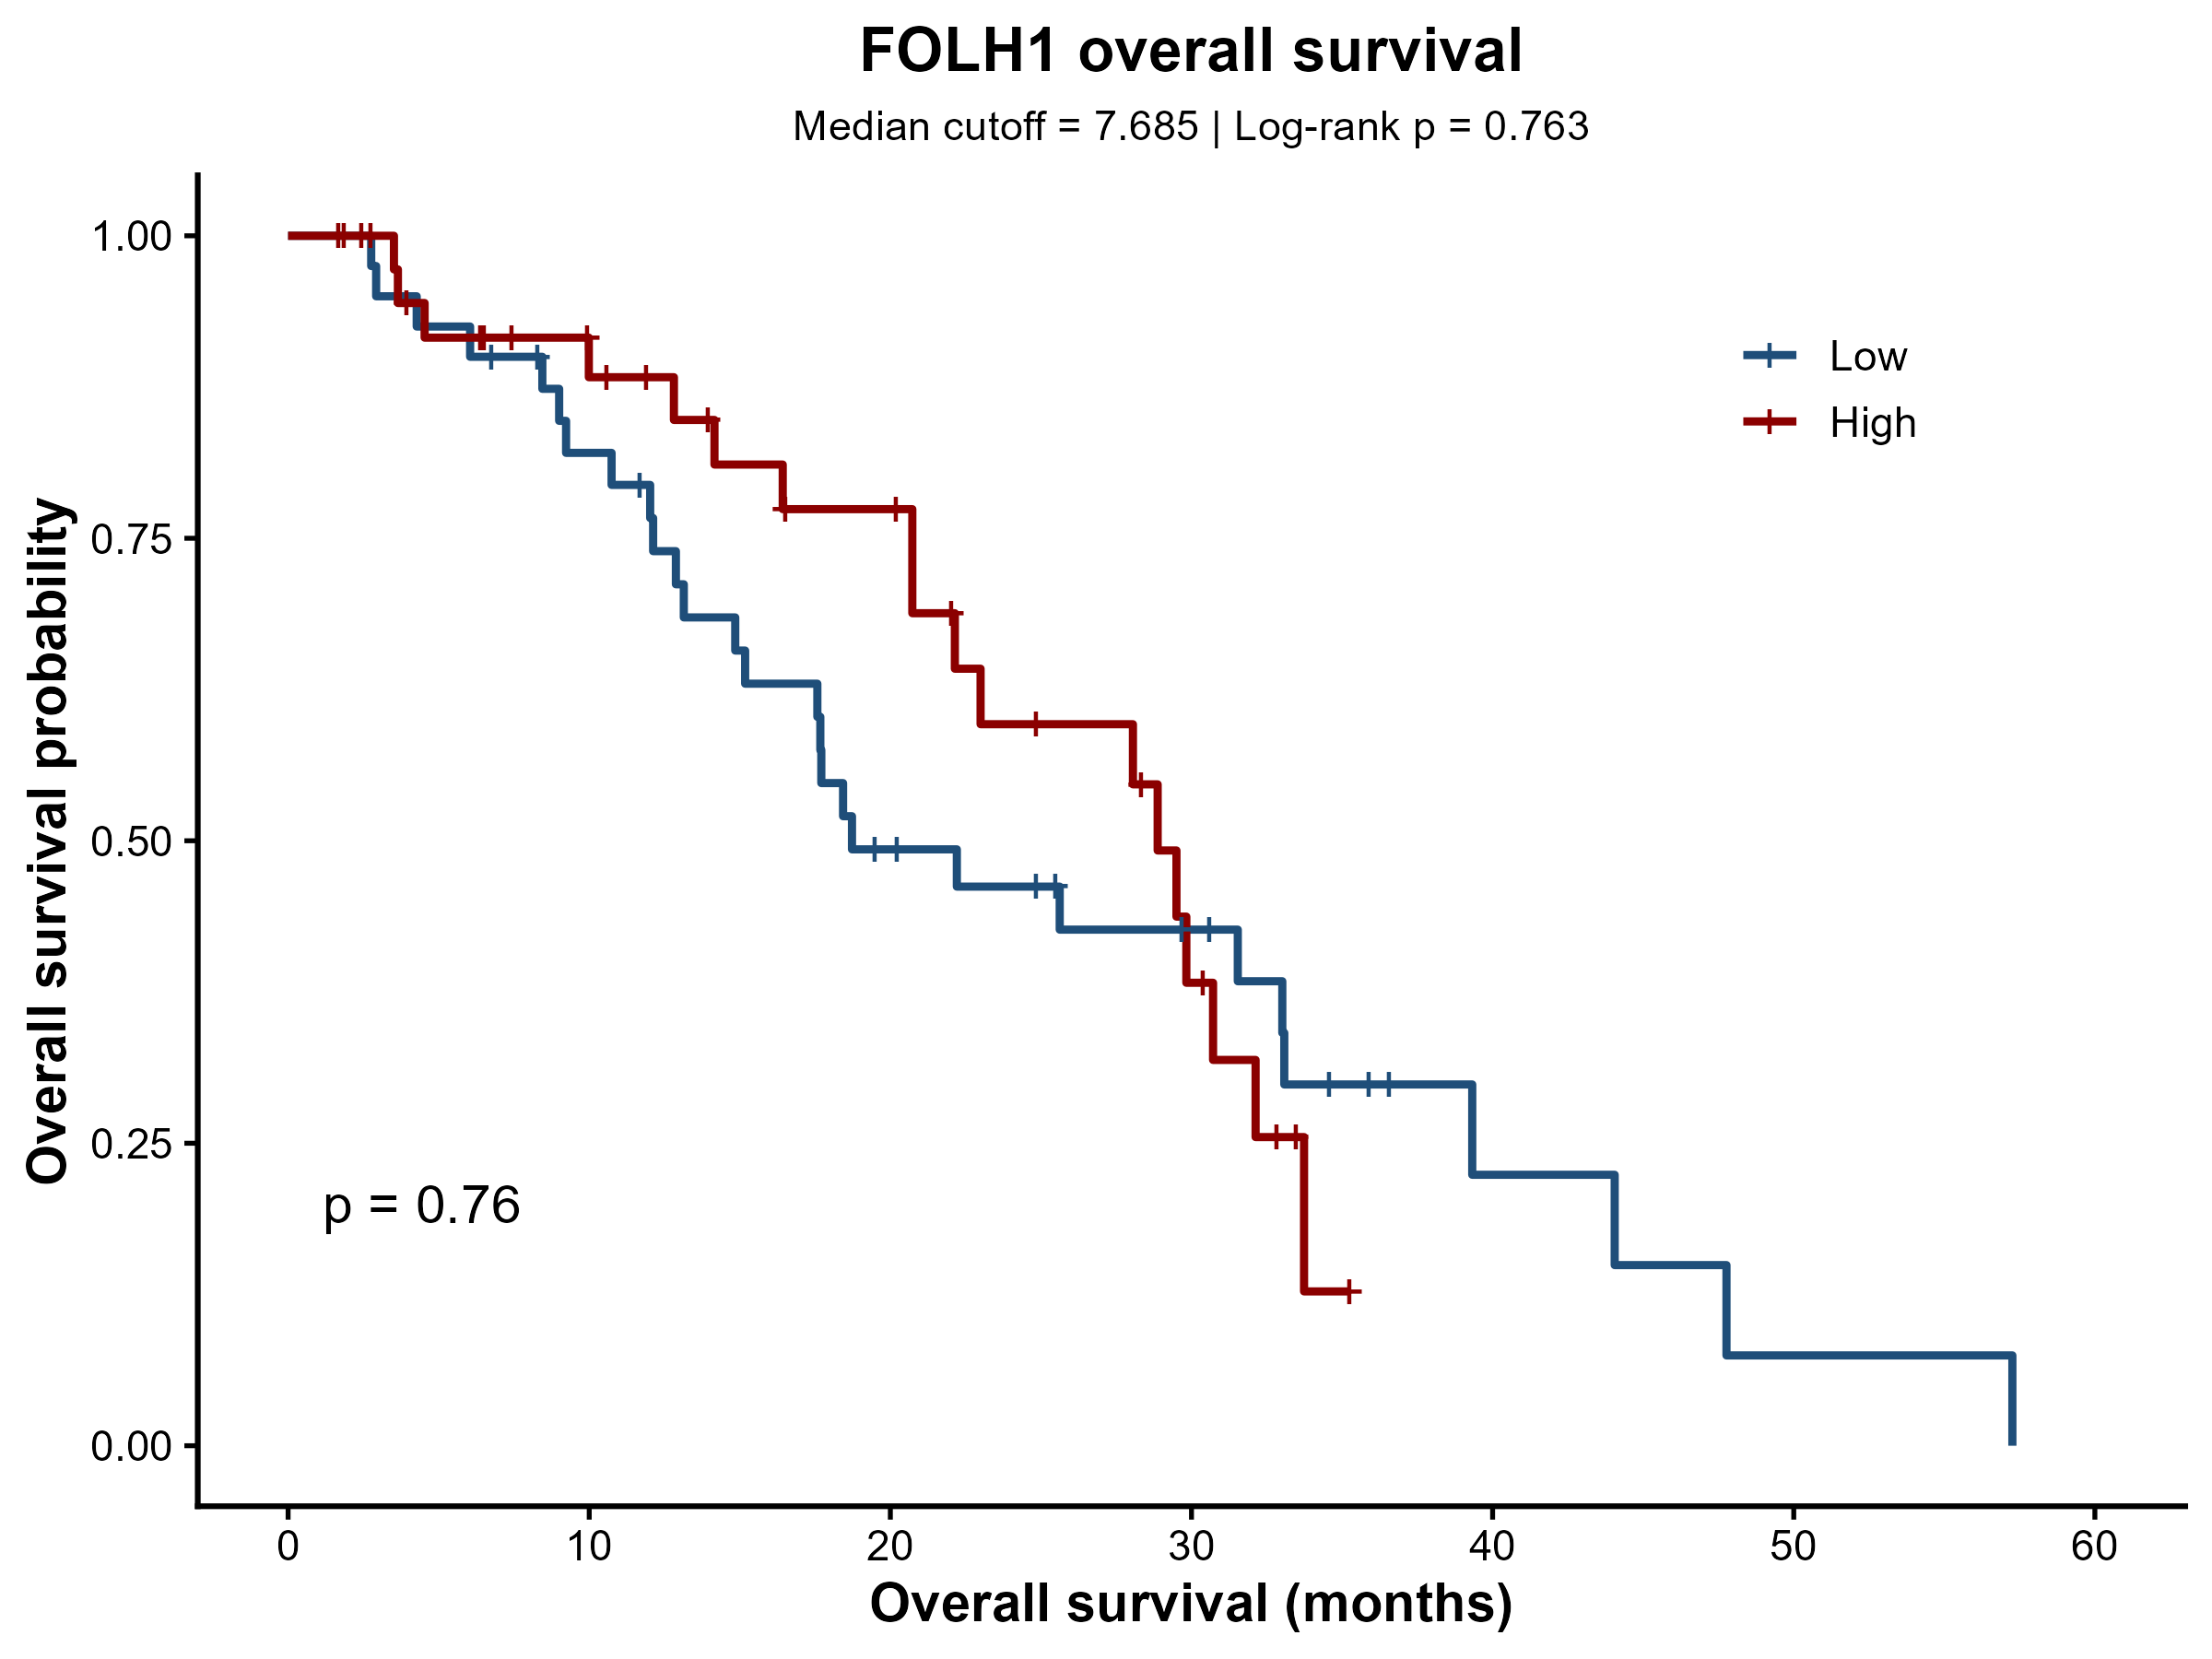 FOLH1 overall survival
Median cutoff = 7.685 | Log-rank p = 0.763
Overall survival probability
1.00
0.75
0.50
0.25
0.00
Low
High
p = 0.76
0 10 20 30 40 50 60
Overall survival (months)